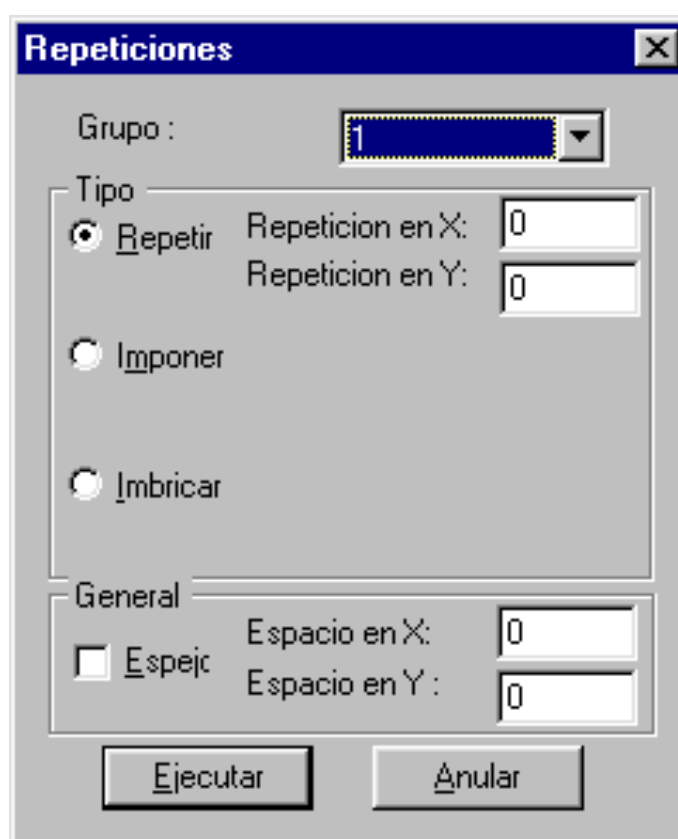 Repeticiones
Grupo :
1
Tipo
Repetir
Repeticion en X:
0
Repeticion en Y:
0
Imponer
Imbricar
General
Espejo
Espacio en X:
0
Espacio en Y :
0
Ejecutar
Anular